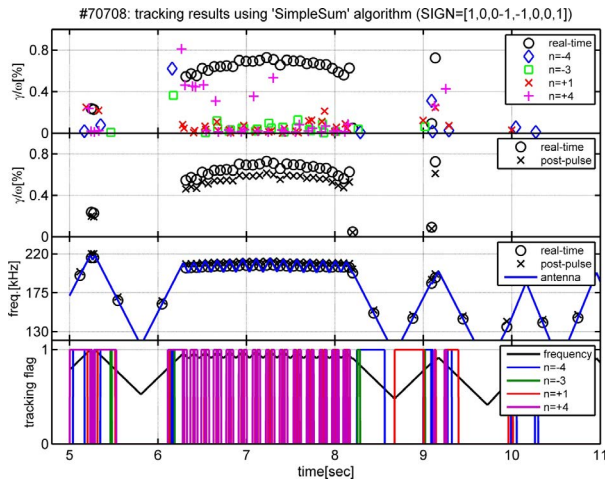 #70708: tracking results using 'SimpleSum' algorithm (SIGN=[1,0,0-1,-1,0,0,1])
0.8
0.4
0
γ/ω[%]
real-time
n=-4
n=-3
n=+1
n=+4
0.8
0.4
0
γ/ω[%]
real-time
post-pulse
220
175
130
freq.[kHz]
real-time
post-pulse
antenna
1
0
tracking flag
frequency
n=-4
n=-3
n=+1
n=+4
5 6 7 8 9 10 11
time[sec]